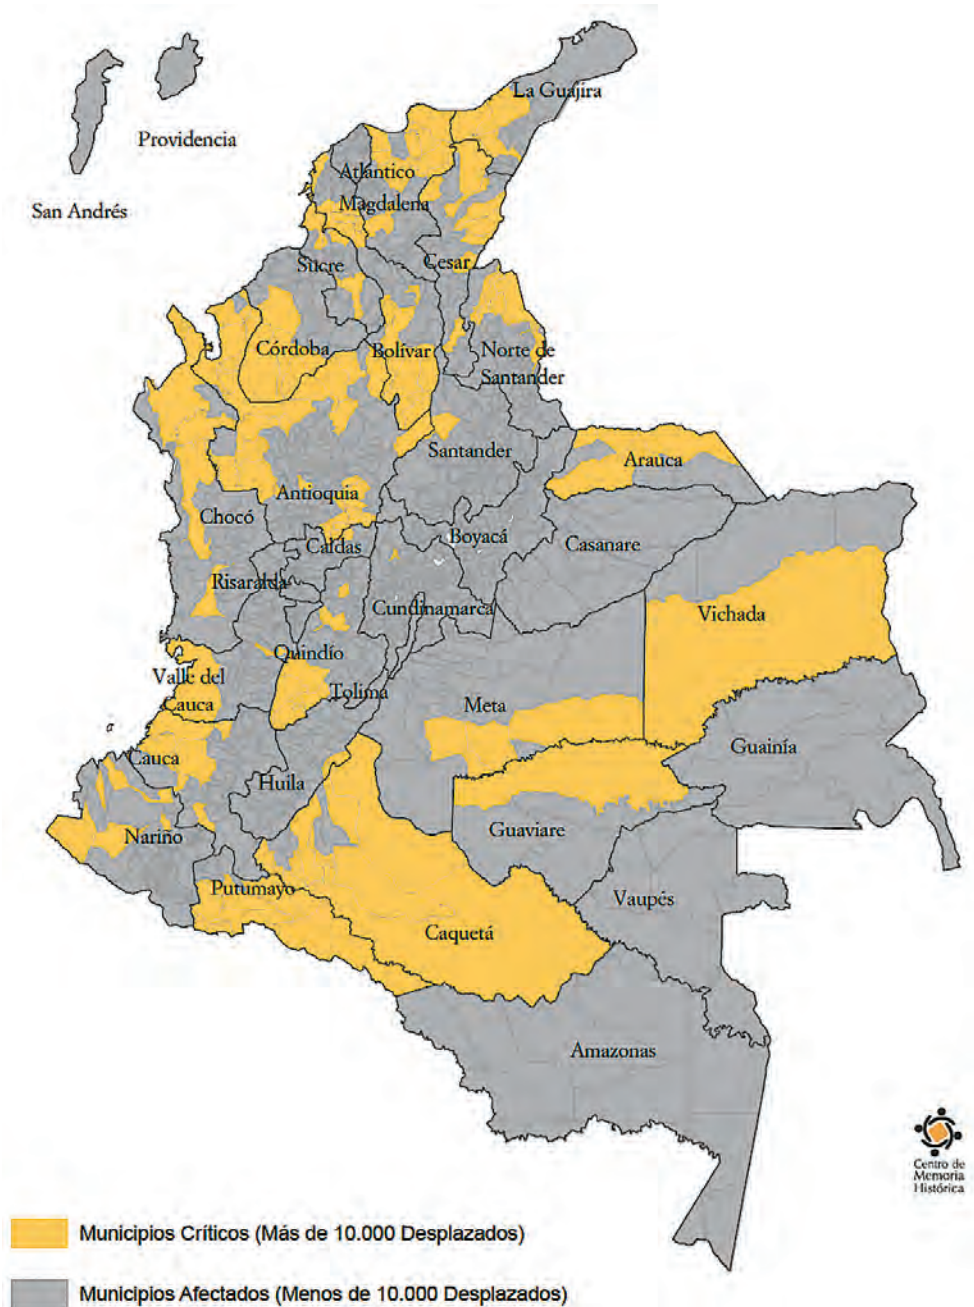 La Guajira
Providencia
Atlántico
San Andrés
Magdalena
Sucre
Cesar
Córdoba
Bolívar
Norte de
Santander
Santander
Arauca
Antioquia
Chocó
Boyacá
Caldas
Casanare
Risaralda
Cundinamarca
Vichada
Quindío
Valle del
Cauca
Tolima
Meta
Guainía
Cauca
Huila
Nariño
Guaviare
Putumayo
Vaupés
Caquetá
Amazonas
Centro de
Memoria
Histórica
Municipios Críticos (Más de 10.000 Desplazados)
Municipios Afectados (Menos de 10.000 Desplazados)